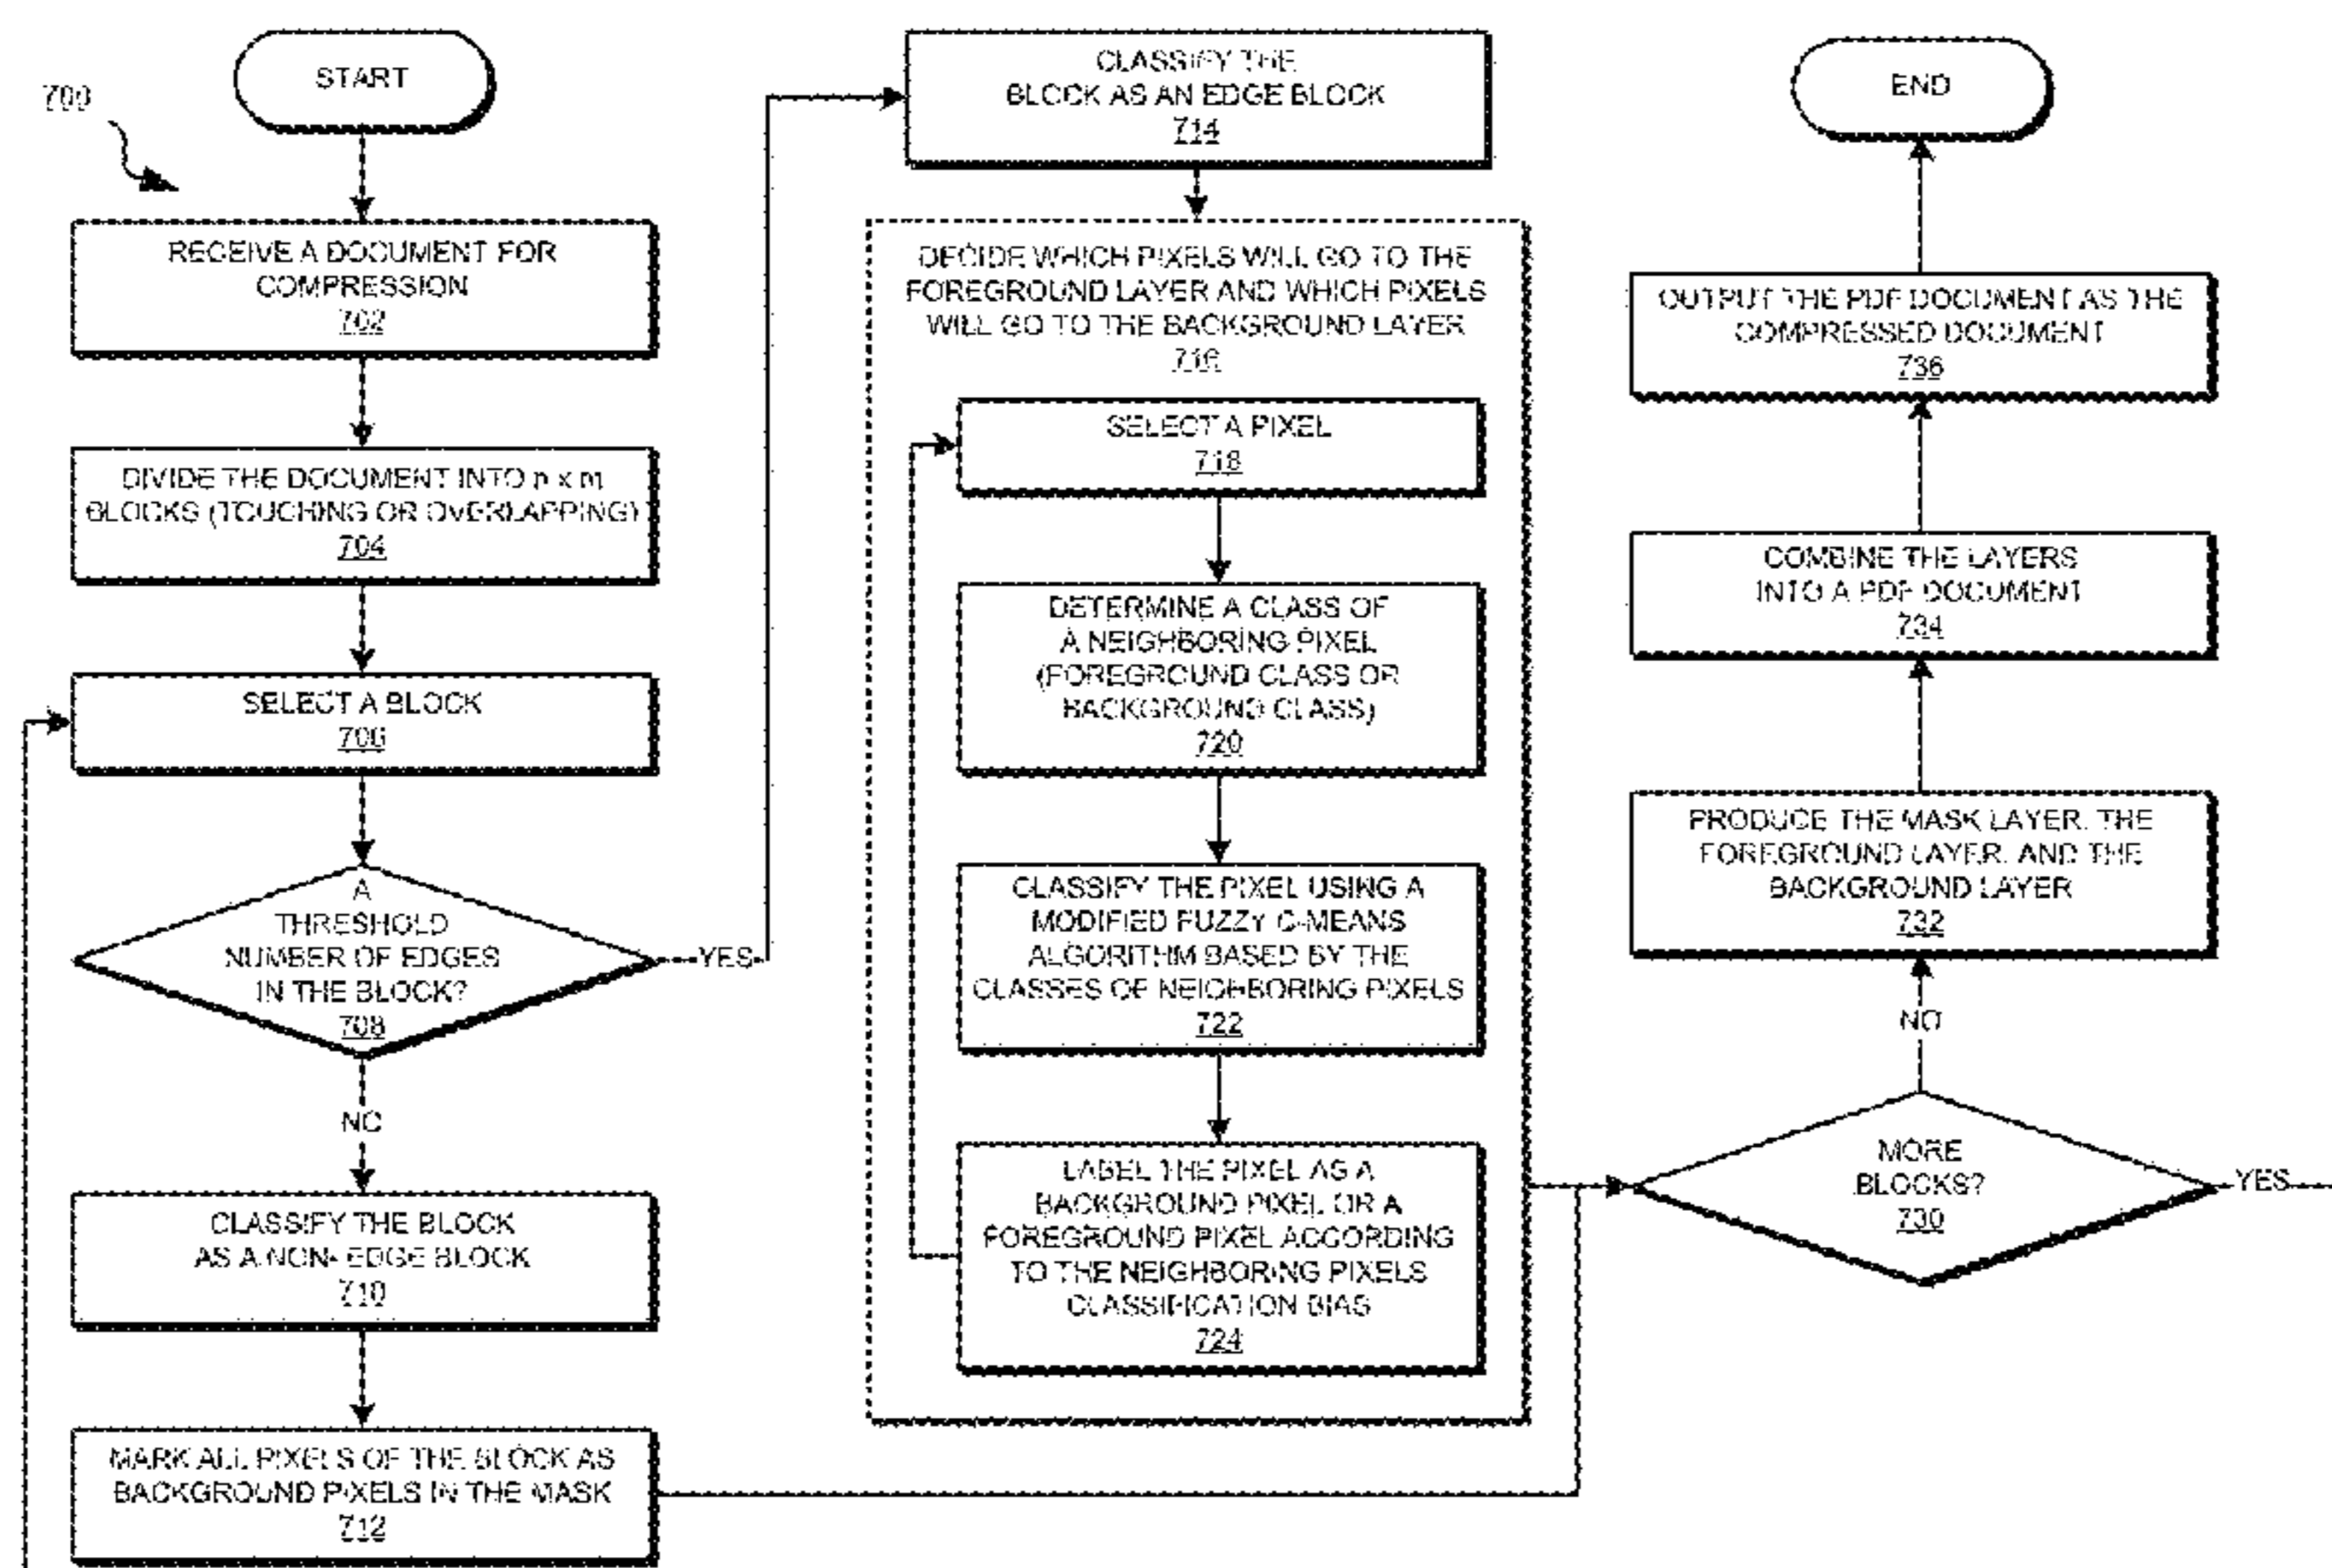 700
START
RECEIVE A DOCUMENT FOR
COMPRESSION
702
DIVIDE THE DOCUMENT INTO n x m
BLOCKS (TOUCHING OR OVERLAPPING)
704
SELECT A BLOCK
706
A
THRESHOLD
NUMBER OF EDGES
IN THE BLOCK?
708
YES
NO
CLASSIFY THE BLOCK
AS A NON- EDGE BLOCK
710
MARK ALL PIXELS OF THE BLOCK AS
BACKGROUND PIXELS IN THE MASK
712
CLASSIFY THE
BLOCK AS AN EDGE BLOCK
714
DECIDE WHICH PIXELS WILL GO TO THE
FOREGROUND LAYER AND WHICH PIXELS
WILL GO TO THE BACKGROUND LAYER
716
SELECT A PIXEL
718
DETERMINE A CLASS OF
A NEIGHBORING PIXEL
(FOREGROUND CLASS OR
BACKGROUND CLASS)
720
CLASSIFY THE PIXEL USING A
MODIFIED FUZZY C-MEANS
ALGORITHM BASED BY THE
CLASSES OF NEIGHBORING PIXELS
722
LABEL THE PIXEL AS A
BACKGROUND PIXEL OR A
FOREGROUND PIXEL ACCORDING
TO THE NEIGHBORING PIXELS
CLASSIFICATION BIAS
724
END
OUTPUT THE PDF DOCUMENT AS THE
COMPRESSED DOCUMENT
736
COMBINE THE LAYERS
INTO A PDF DOCUMENT
734
PRODUCE THE MASK LAYER, THE
FOREGROUND LAYER, AND THE
BACKGROUND LAYER
732
NO
MORE
BLOCKS?
730
YES